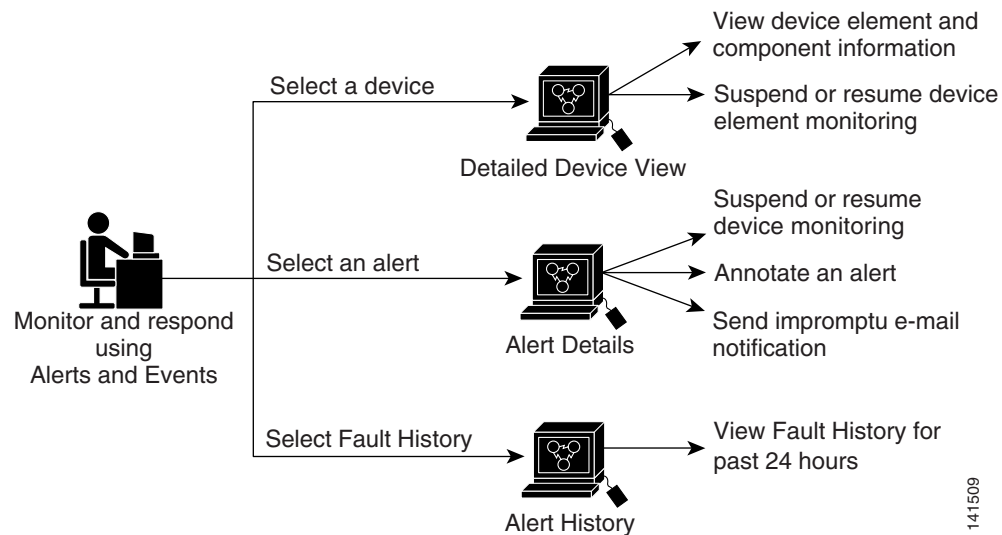 View device element and
component information
Select a device
Suspend or resume device
element monitoring
Detailed Device View
Suspend or resume
device monitoring
Select an alert
Annotate an alert
Monitor and respond
using
Alerts and Events
Send impromptu e-mail
notification
Alert Details
Select Fault History
View Fault History for
past 24 hours
Alert History
141509